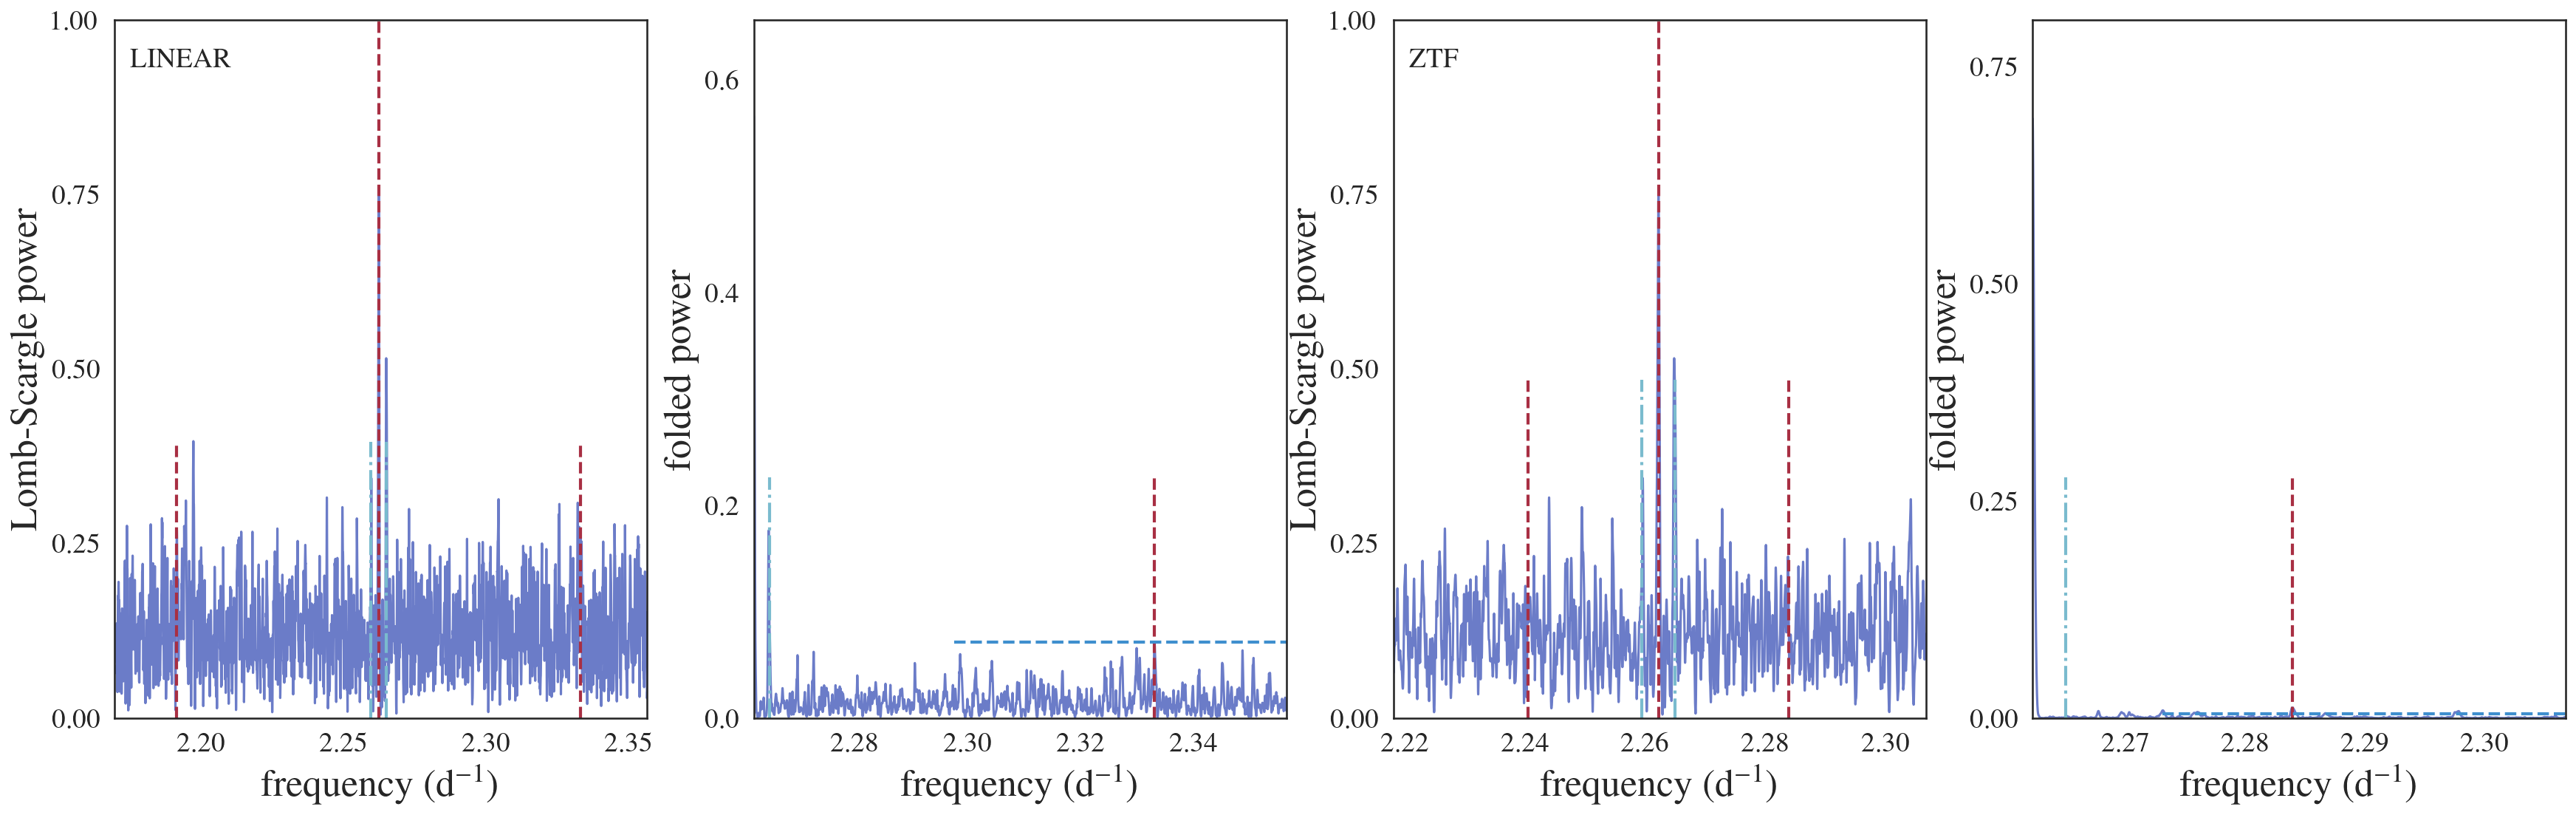 1.00
0.75
0.50
0.25
0.00
Lomb-Scargle power
LINEAR
2.20 2.25 2.30 2.35
frequency (d⁻¹)
0.6
0.4
0.2
0.0
folded power
2.28 2.30 2.32 2.34
frequency (d⁻¹)
1.00
0.75
0.50
0.25
0.00
Lomb-Scargle power
ZTF
2.22 2.24 2.26 2.28 2.30
frequency (d⁻¹)
0.75
0.50
0.25
0.00
folded power
2.27 2.28 2.29 2.30
frequency (d⁻¹)